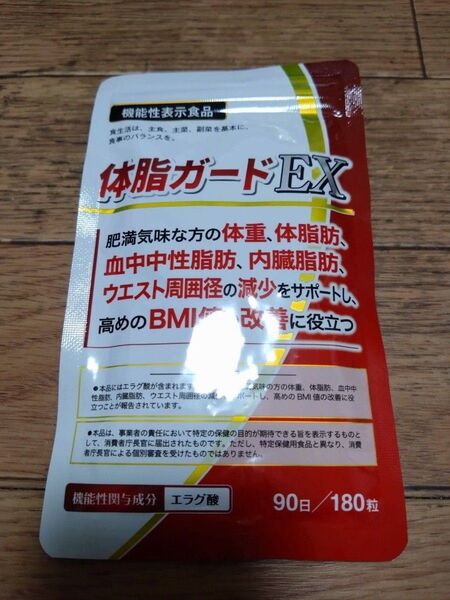 機能性表示食品
食生活は、主食、主菜、副菜を基本に、
食事のバランスを。
体脂ガードEX
肥満気味な方の体重、体脂肪、
血中中性脂肪、内臓脂肪、
ウエスト周囲径の減少をサポートし、
高めのBMI値 改善に役立つ
●本品にはエラグ酸が含まれます 気味の方の体重、体脂肪、血中中
性脂肪、内臓脂肪、ウエスト周囲径の減 ポートし、高めのBMI値の改善に役
立つことが報告されています。
●本品は、事業者の責任において特定の保健の目的が期待できる旨を表示するものと
して、消費者庁長官に届出されたものです。ただし、特定保健用食品と異なり、消費
者庁長官による個別審査を受けたものではありません。
機能性関与成分 エラグ酸
90日/180粒